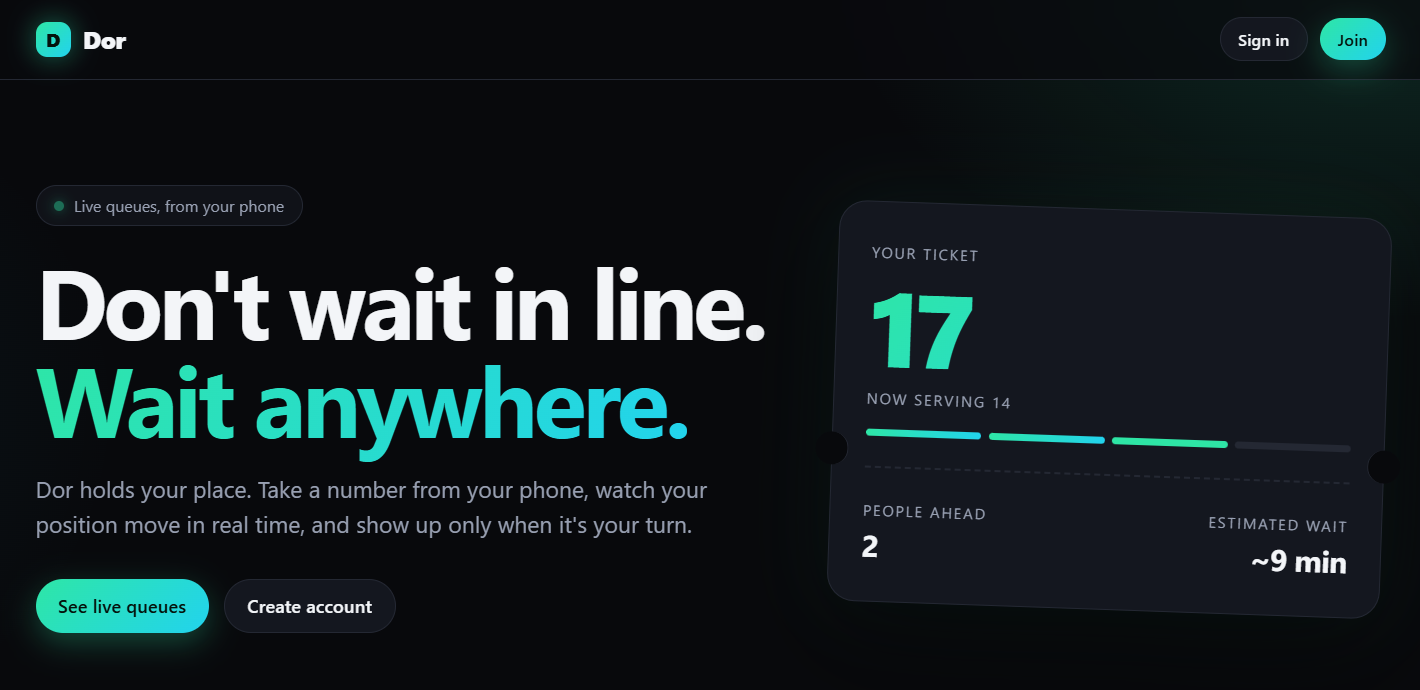 D Dor
Sign in
Join
Live queues, from your phone
Don't wait in line.
Wait anywhere.
Dor holds your place. Take a number from your phone, watch your
position move in real time, and show up only when it's your turn.
See live queues
Create account
YOUR TICKET
17
NOW SERVING 14
PEOPLE AHEAD
2
ESTIMATED WAIT
~9 min